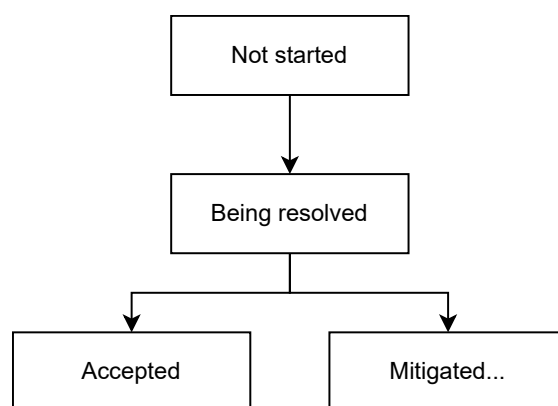 Not started
Being resolved
Accepted
Mitigated...